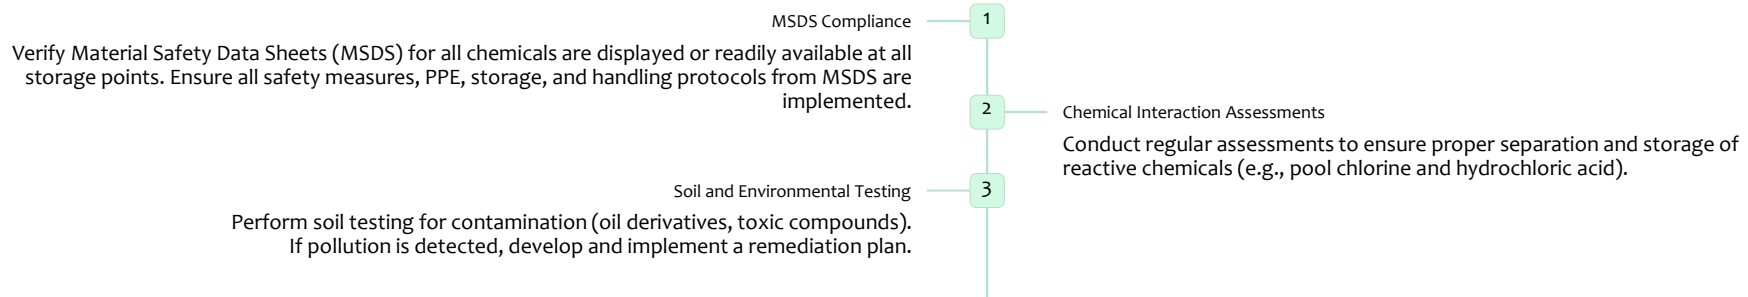 MSDS Compliance
1
Verify Material Safety Data Sheets (MSDS) for all chemicals are displayed or readily available at all
storage points. Ensure all safety measures, PPE, storage, and handling protocols from MSDS are
implemented.
2
Chemical Interaction Assessments
Conduct regular assessments to ensure proper separation and storage of
reactive chemicals (e.g., pool chlorine and hydrochloric acid).
Soil and Environmental Testing
3
Perform soil testing for contamination (oil derivatives, toxic compounds).
If pollution is detected, develop and implement a remediation plan.